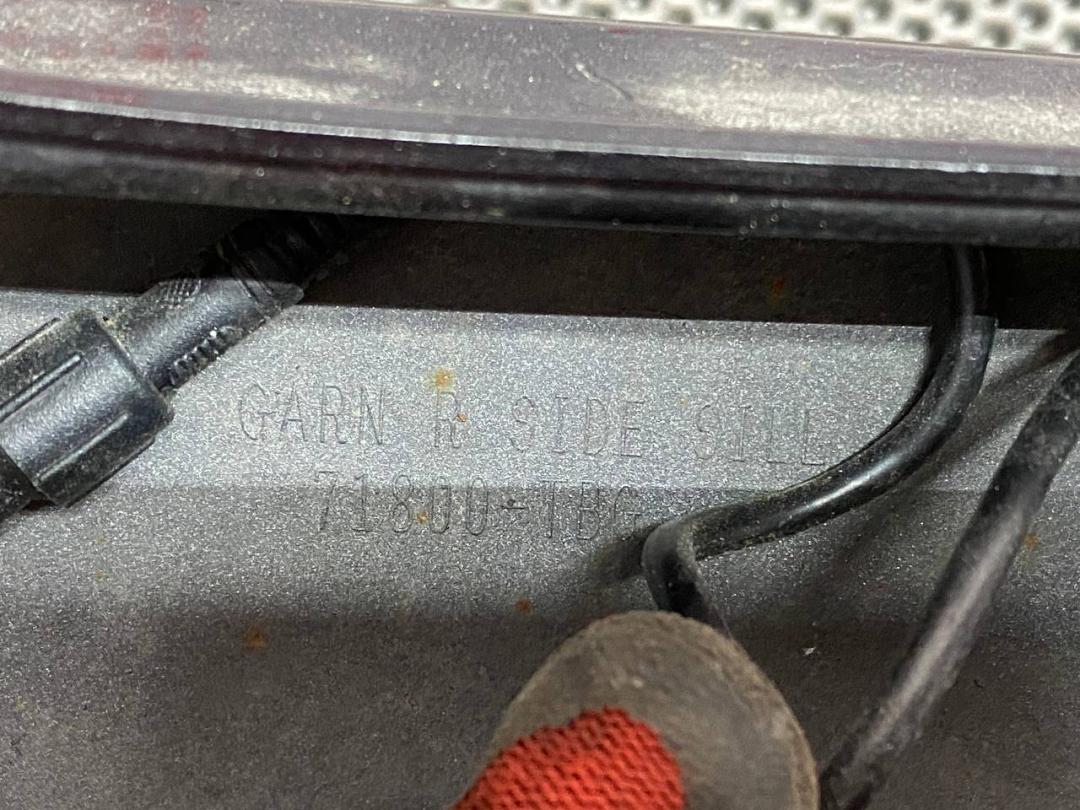 GARN R SIDE SILL
71800-TBG